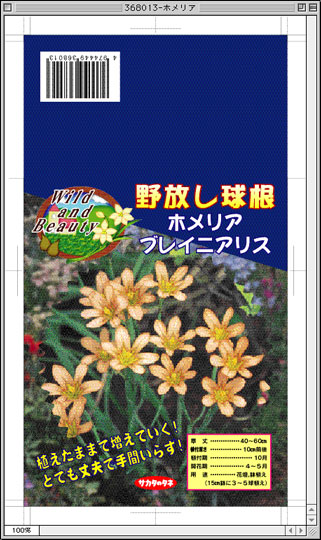 368013-ホメリア
4 974449 368013
Wild
and
Beauty
野放し球根
ホメリア
ブレイニアリス
植えたままで増えていく!
とても丈夫で手間いらず!
サカタのタネ
草　丈…………40~60cm
植付深さ…………10cm前後
植付期…………10月
開花期…………4~5月
用　途…………花壇、鉢植え
(15cm鉢に3~5球植え)
100%